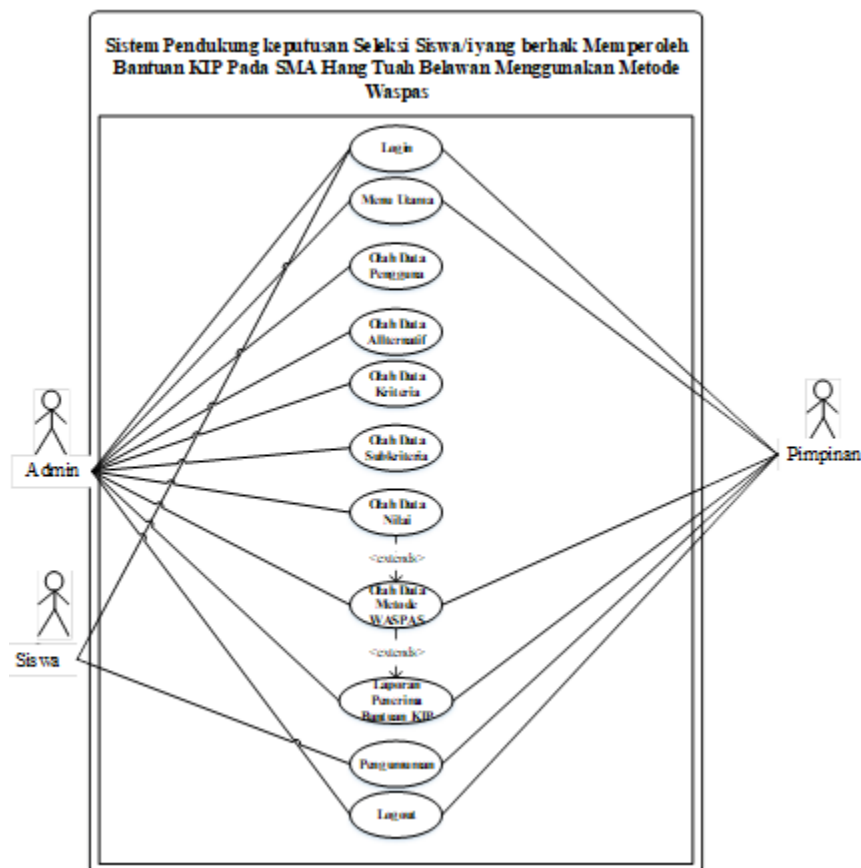 Sistem Pendukung keputusan Seleksi Siswa/i yang berhak Memperoleh
Bantuan KIP Pada SMA Hang Tuah Belawan Menggunakan Metode
Waspas
Login
Menu Utama
Olah Data
Pengguna
Olah Data
Allternatif
Olah Data
Kriteria
Olah Data
Subkriteria
Olah Data
Nilai
<extends>
Olah Data
Metode
WASPAS
<extends>
Laporan
Penerima
Bantuan KIP
Pengumuman
Logout
Admin
Siswa
Pimpinan